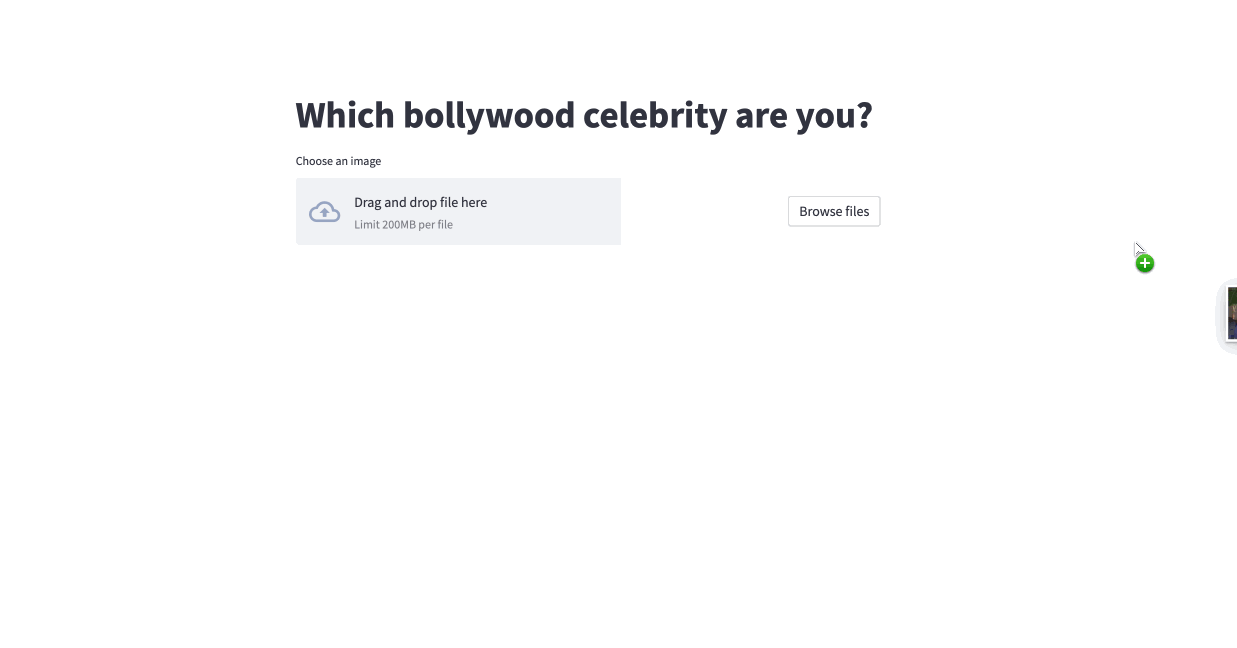 Which bollywood celebrity are you?
Choose an image
Drag and drop file here
Limit 200MB per file
Browse files